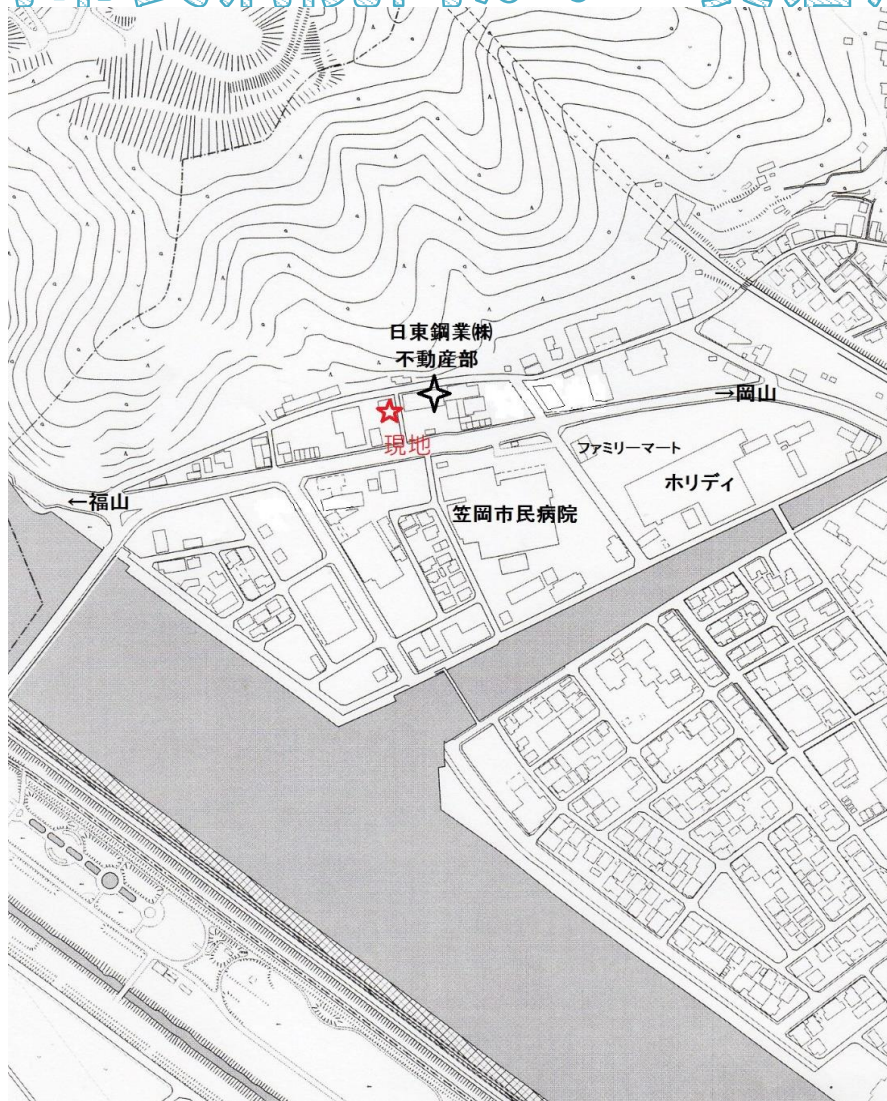 日東鋼業㈱
不動産部
→岡山
現地
ファミリーマート
ホリディ
←福山
笠岡市民病院